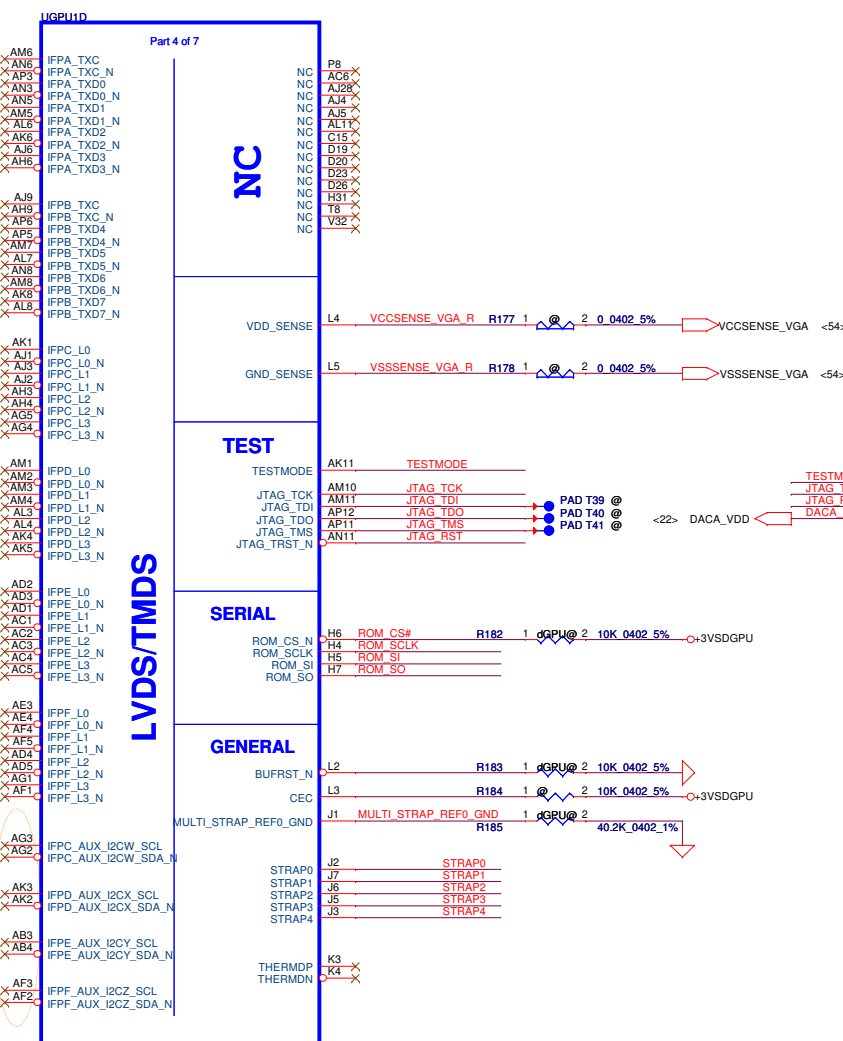 UGPU1D
Part 4 of 7
AM6 IFPA_TXC
AN6 IFPA_TXC_N
AP3 IFPA_TXD0
AN3 IFPA_TXD0_N
AN5 IFPA_TXD1
AM5 IFPA_TXD1_N
AL6 IFPA_TXD2
AK6 IFPA_TXD2_N
AJ6 IFPA_TXD3
AH6 IFPA_TXD3_N
AJ9 IFPB_TXC
AH9 IFPB_TXC_N
AP6 IFPB_TXD4
AP5 IFPB_TXD4_N
AM7 IFPB_TXD5
AL7 IFPB_TXD5_N
AN8 IFPB_TXD6
AM8 IFPB_TXD6_N
AK8 IFPB_TXD7
AL8 IFPB_TXD7_N
AK1 IFPC_L0
AJ1 IFPC_L0_N
AJ3 IFPC_L1
AJ2 IFPC_L1_N
AH3 IFPC_L2
AH4 IFPC_L2_N
AG5 IFPC_L3
AG4 IFPC_L3_N
AM1 IFPD_L0
AM2 IFPD_L0_N
AM3 IFPD_L1
AM4 IFPD_L1_N
AL3 IFPD_L2
AL4 IFPD_L2_N
AK4 IFPD_L3
AK5 IFPD_L3_N
AD2 IFPE_L0
AD3 IFPE_L0_N
AD1 IFPE_L1
AC1 IFPE_L1_N
AC2 IFPE_L2
AC3 IFPE_L2_N
AC4 IFPE_L3
AC5 IFPE_L3_N
AE3 IFPF_L0
AE4 IFPF_L0_N
AF4 IFPF_L1
AF5 IFPF_L1_N
AD4 IFPF_L2
AD5 IFPF_L2_N
AG1 IFPF_L3
AF1 IFPF_L3_N
AG3 IFPC_AUX_I2CW_SCL
AG2 IFPC_AUX_I2CW_SDA_N
AK3 IFPD_AUX_I2CX_SCL
AK2 IFPD_AUX_I2CX_SDA_N
AB3 IFPE_AUX_I2CY_SCL
AB4 IFPE_AUX_I2CY_SDA_N
AF3 IFPF_AUX_I2CZ_SCL
AF2 IFPF_AUX_I2CZ_SDA_N
LVDS/TMDS
NC
NC P8
NC AC6
NC AJ28
NC AJ4
NC AJ5
NC AL11
NC C15
NC D19
NC D20
NC D23
NC D26
NC H31
NC T8
NC V32
VDD_SENSE L4 VCCSENSE_VGA_R R177 1 @ 2 0_0402_5% VCCSENSE_VGA <54>
GND_SENSE L5 VSSSENSE_VGA_R R178 1 @ 2 0_0402_5% VSSSENSE_VGA <54>
TEST
TESTMODE AK11 TESTMODE
JTAG_TCK AM10 JTAG_TCK
JTAG_TDI AM11 JTAG_TDI PAD T39 @
JTAG_TDO AP12 JTAG_TDO PAD T40 @
JTAG_TMS AP11 JTAG_TMS PAD T41 @
JTAG_TRST_N AN11 JTAG_RST
TESTM
JTAG_T
JTAG_R
<22> DACA_VDD DACA_
SERIAL
ROM_CS_N H6 ROM_CS# R182 1 dGPU@ 2 10K_0402_5% +3VSDGPU
ROM_SCLK H4 ROM_SCLK
ROM_SI H5 ROM_SI
ROM_SO H7 ROM_SO
GENERAL
BUFRST_N L2 R183 1 dGPU@ 2 10K_0402_5%
CEC L3 R184 1 @ 2 10K_0402_5% +3VSDGPU
MULTI_STRAP_REF0_GND J1 MULTI_STRAP_REF0_GND R185 1 dGPU@ 2 40.2K_0402_1%
STRAP0 J2 STRAP0
STRAP1 J7 STRAP1
STRAP2 J6 STRAP2
STRAP3 J5 STRAP3
STRAP4 J3 STRAP4
THERMDP K3
THERMDN K4